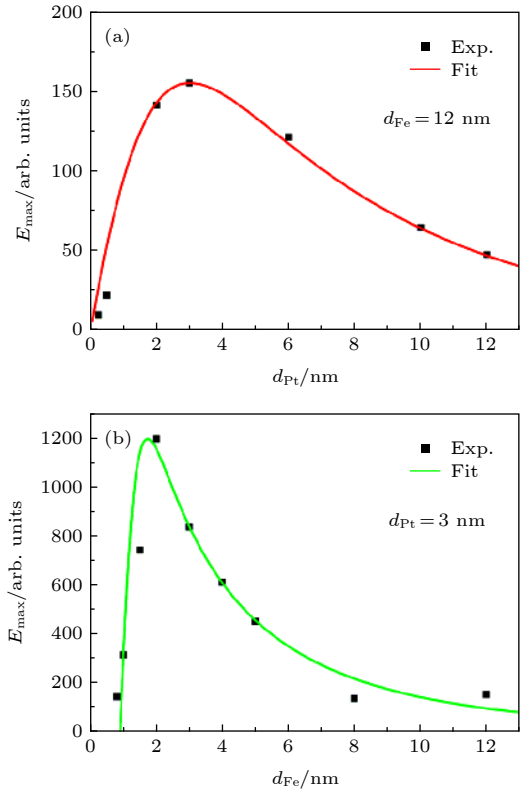 (a)
Exp.
Fit
d_Fe = 12 nm
E_max/arb. units
200
150
100
50
0
0 2 4 6 8 10 12
d_Pt/nm
(b)
Exp.
Fit
d_Pt = 3 nm
E_max/arb. units
1200
1000
800
600
400
200
0
0 2 4 6 8 10 12
d_Fe/nm